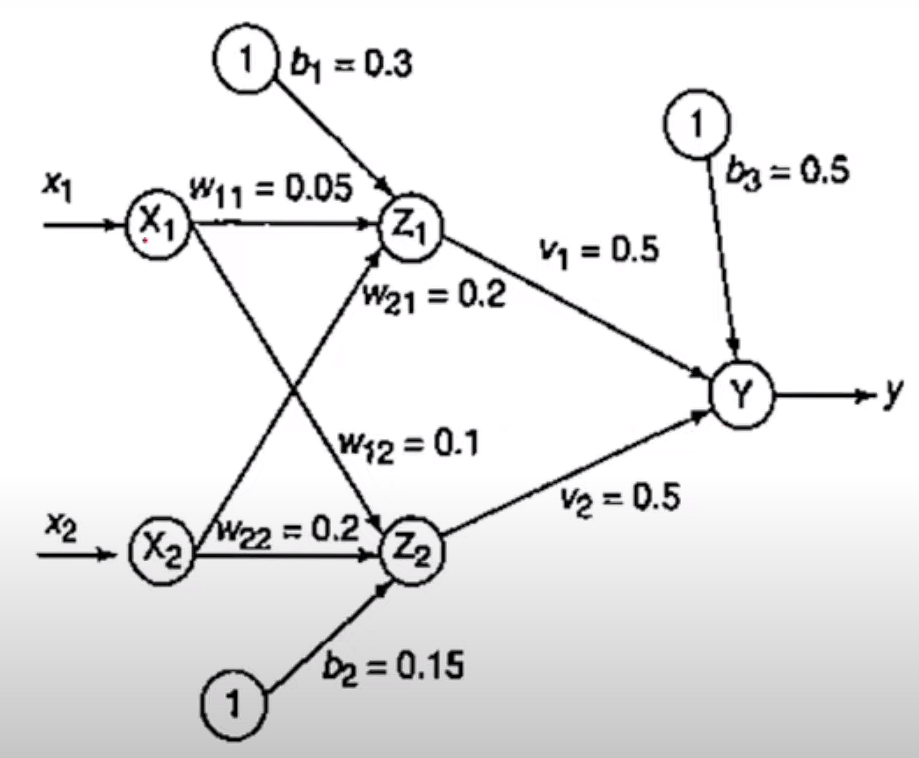 1
b₁ = 0.3
1
b₃ = 0.5
x₁
X₁
w₁₁ = 0.05
Z₁
v₁ = 0.5
w₂₁ = 0.2
Y
y
w₁₂ = 0.1
v₂ = 0.5
x₂
X₂
w₂₂ = 0.2
Z₂
b₂ = 0.15
1